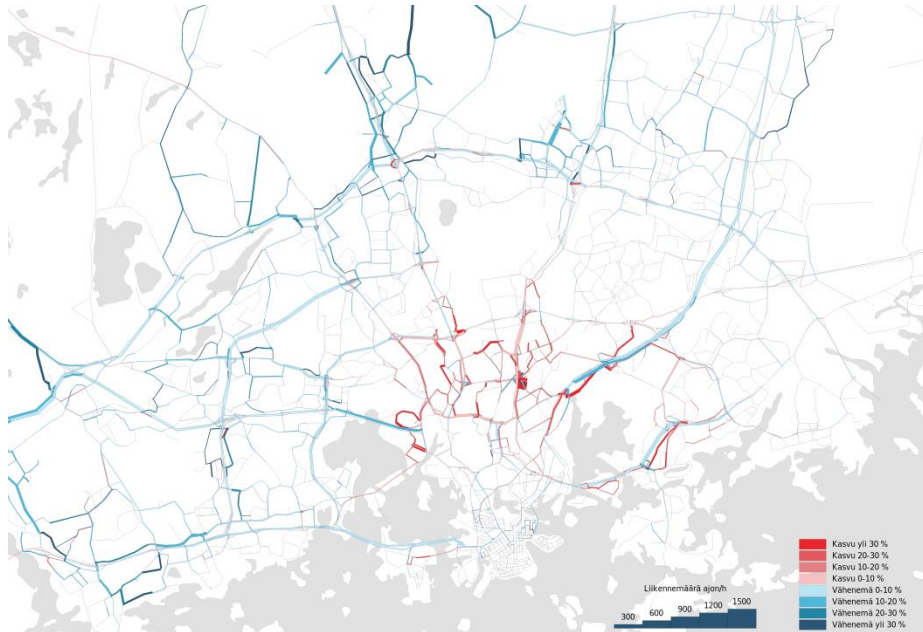 Liikennemäärä ajon/h
300 600 900 1200 1500
Kasvu yli 30 %
Kasvu 20-30 %
Kasvu 10-20 %
Kasvu 0-10 %
Vähenemä 0-10 %
Vähenemä 10-20 %
Vähenemä 20-30 %
Vähenemä yli 30 %